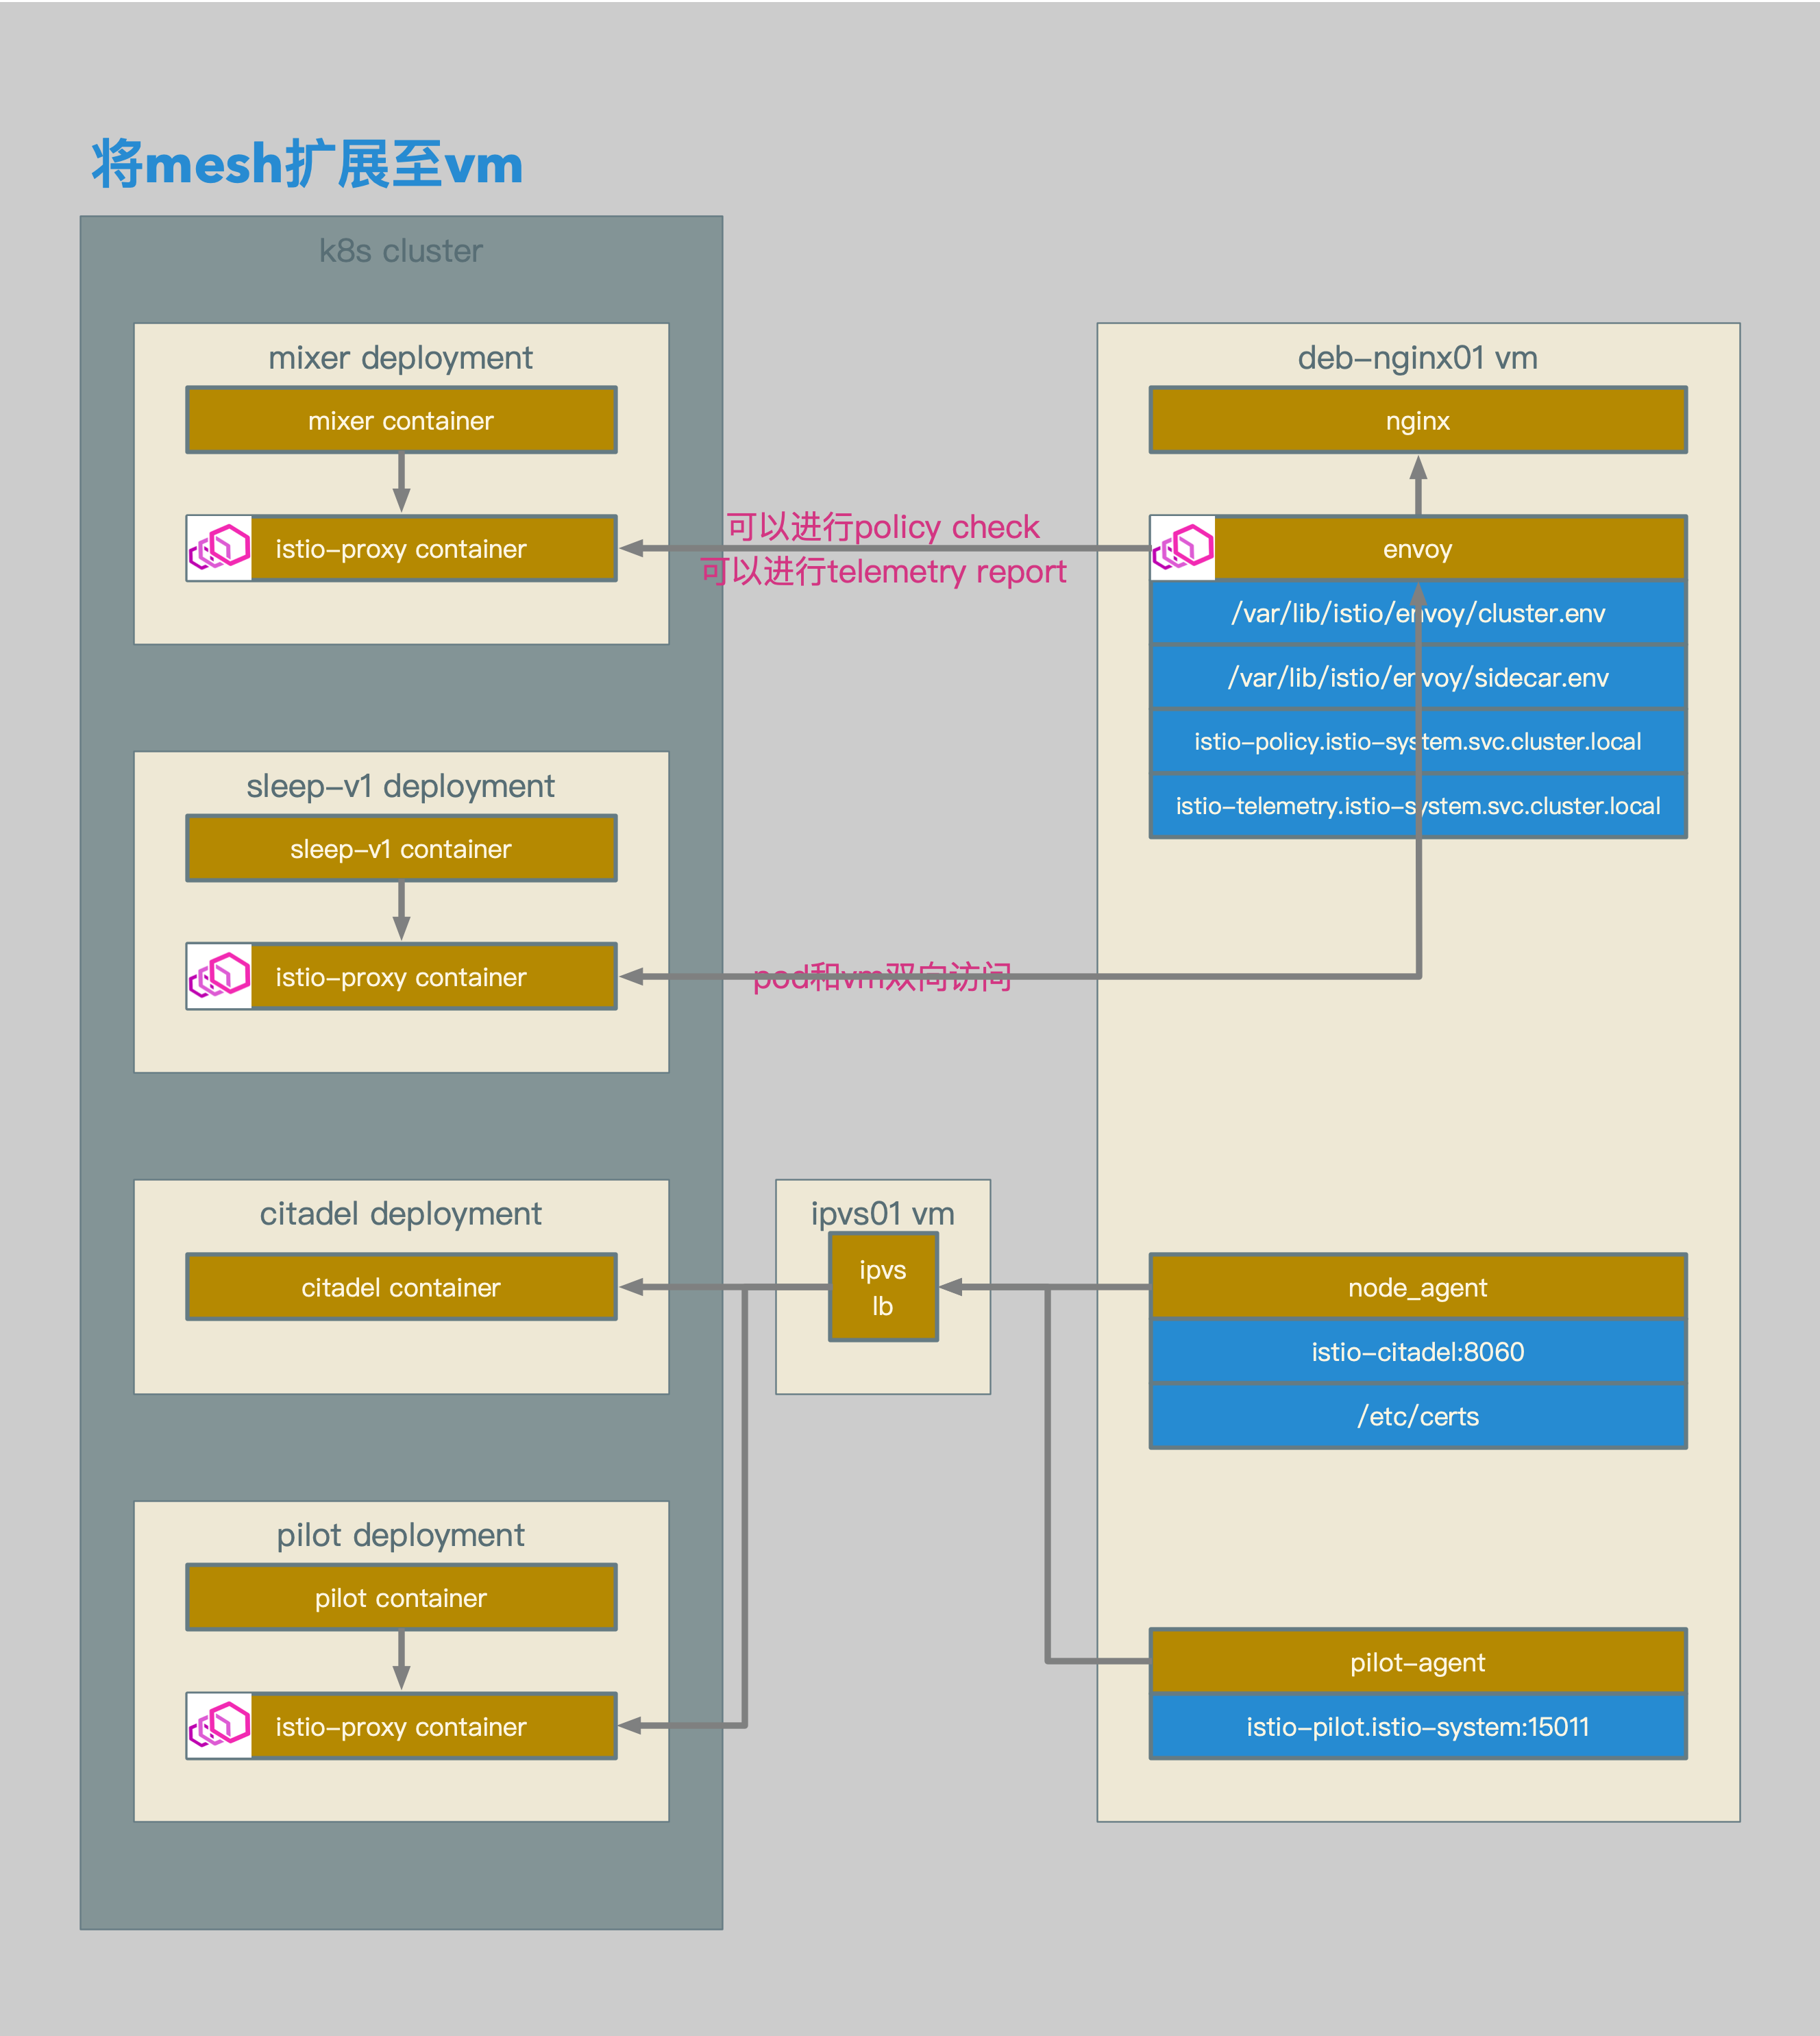 将mesh扩展至vm
k8s cluster
mixer deployment
mixer container
istio-proxy container
sleep-v1 deployment
sleep-v1 container
istio-proxy container
citadel deployment
citadel container
pilot deployment
pilot container
istio-proxy container
可以进行policy check
可以进行telemetry report
pod和vm双向访问
ipvs01 vm
ipvs
lb
deb-nginx01 vm
nginx
envoy
/var/lib/istio/envoy/cluster.env
/var/lib/istio/envoy/sidecar.env
istio-policy.istio-system.svc.cluster.local
istio-telemetry.istio-system.svc.cluster.local
node_agent
istio-citadel:8060
/etc/certs
pilot-agent
istio-pilot.istio-system:15011